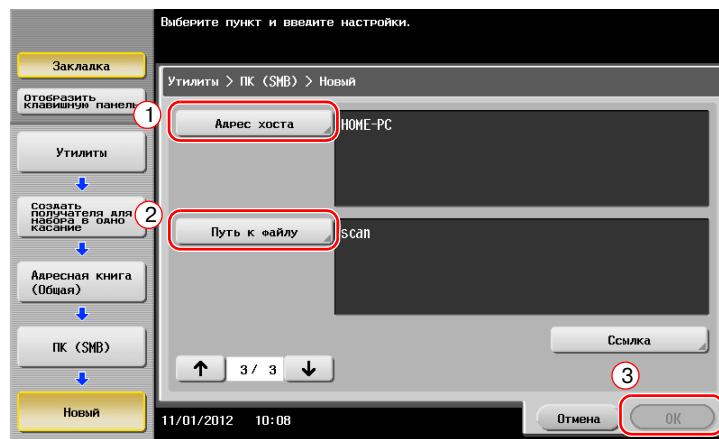 Выберите пункт и введите настройки.
Закладка
Отобразить
клавишную панель
Утилиты > ПК (SMB) > Новый
1
Адрес хоста
HOME-PC
Утилиты
Создать
получателя для
набора в одно
касание
2
Путь к файлу
scan
Адресная книга
(Общая)
ПК (SMB)
Ссылка
↑ 3/ 3 ↓
3
Новый
11/01/2012 10:08
Отмена
OK